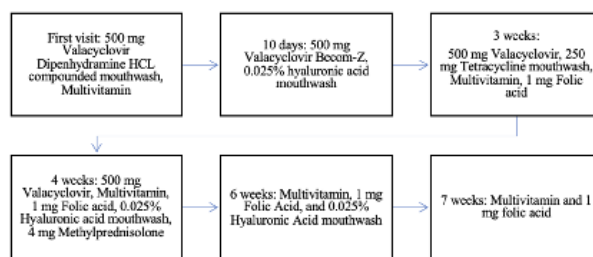 First visit: 500 mg
Valacyclovir
Dipenhydramine HCL
compounded mouthwash,
Multivitamin
10 days: 500 mg
Valacyclovir Becom-Z,
0.025% hyaluronic acid
mouthwash
3 weeks:
500 mg Valacyclovir, 250
mg Tetracycline mouthwash,
Multivitamin, 1 mg Folic
acid
4 weeks: 500 mg
Valacyclovir, Multivitamin,
1 mg Folic acid, 0.025%
Hyaluronic acid mouthwash,
4 mg Methylprednisolone
6 weeks: Multivitamin, 1 mg
Folic Acid, and 0.025%
Hyaluronic Acid mouthwash
7 weeks: Multivitamin and 1
mg folic acid